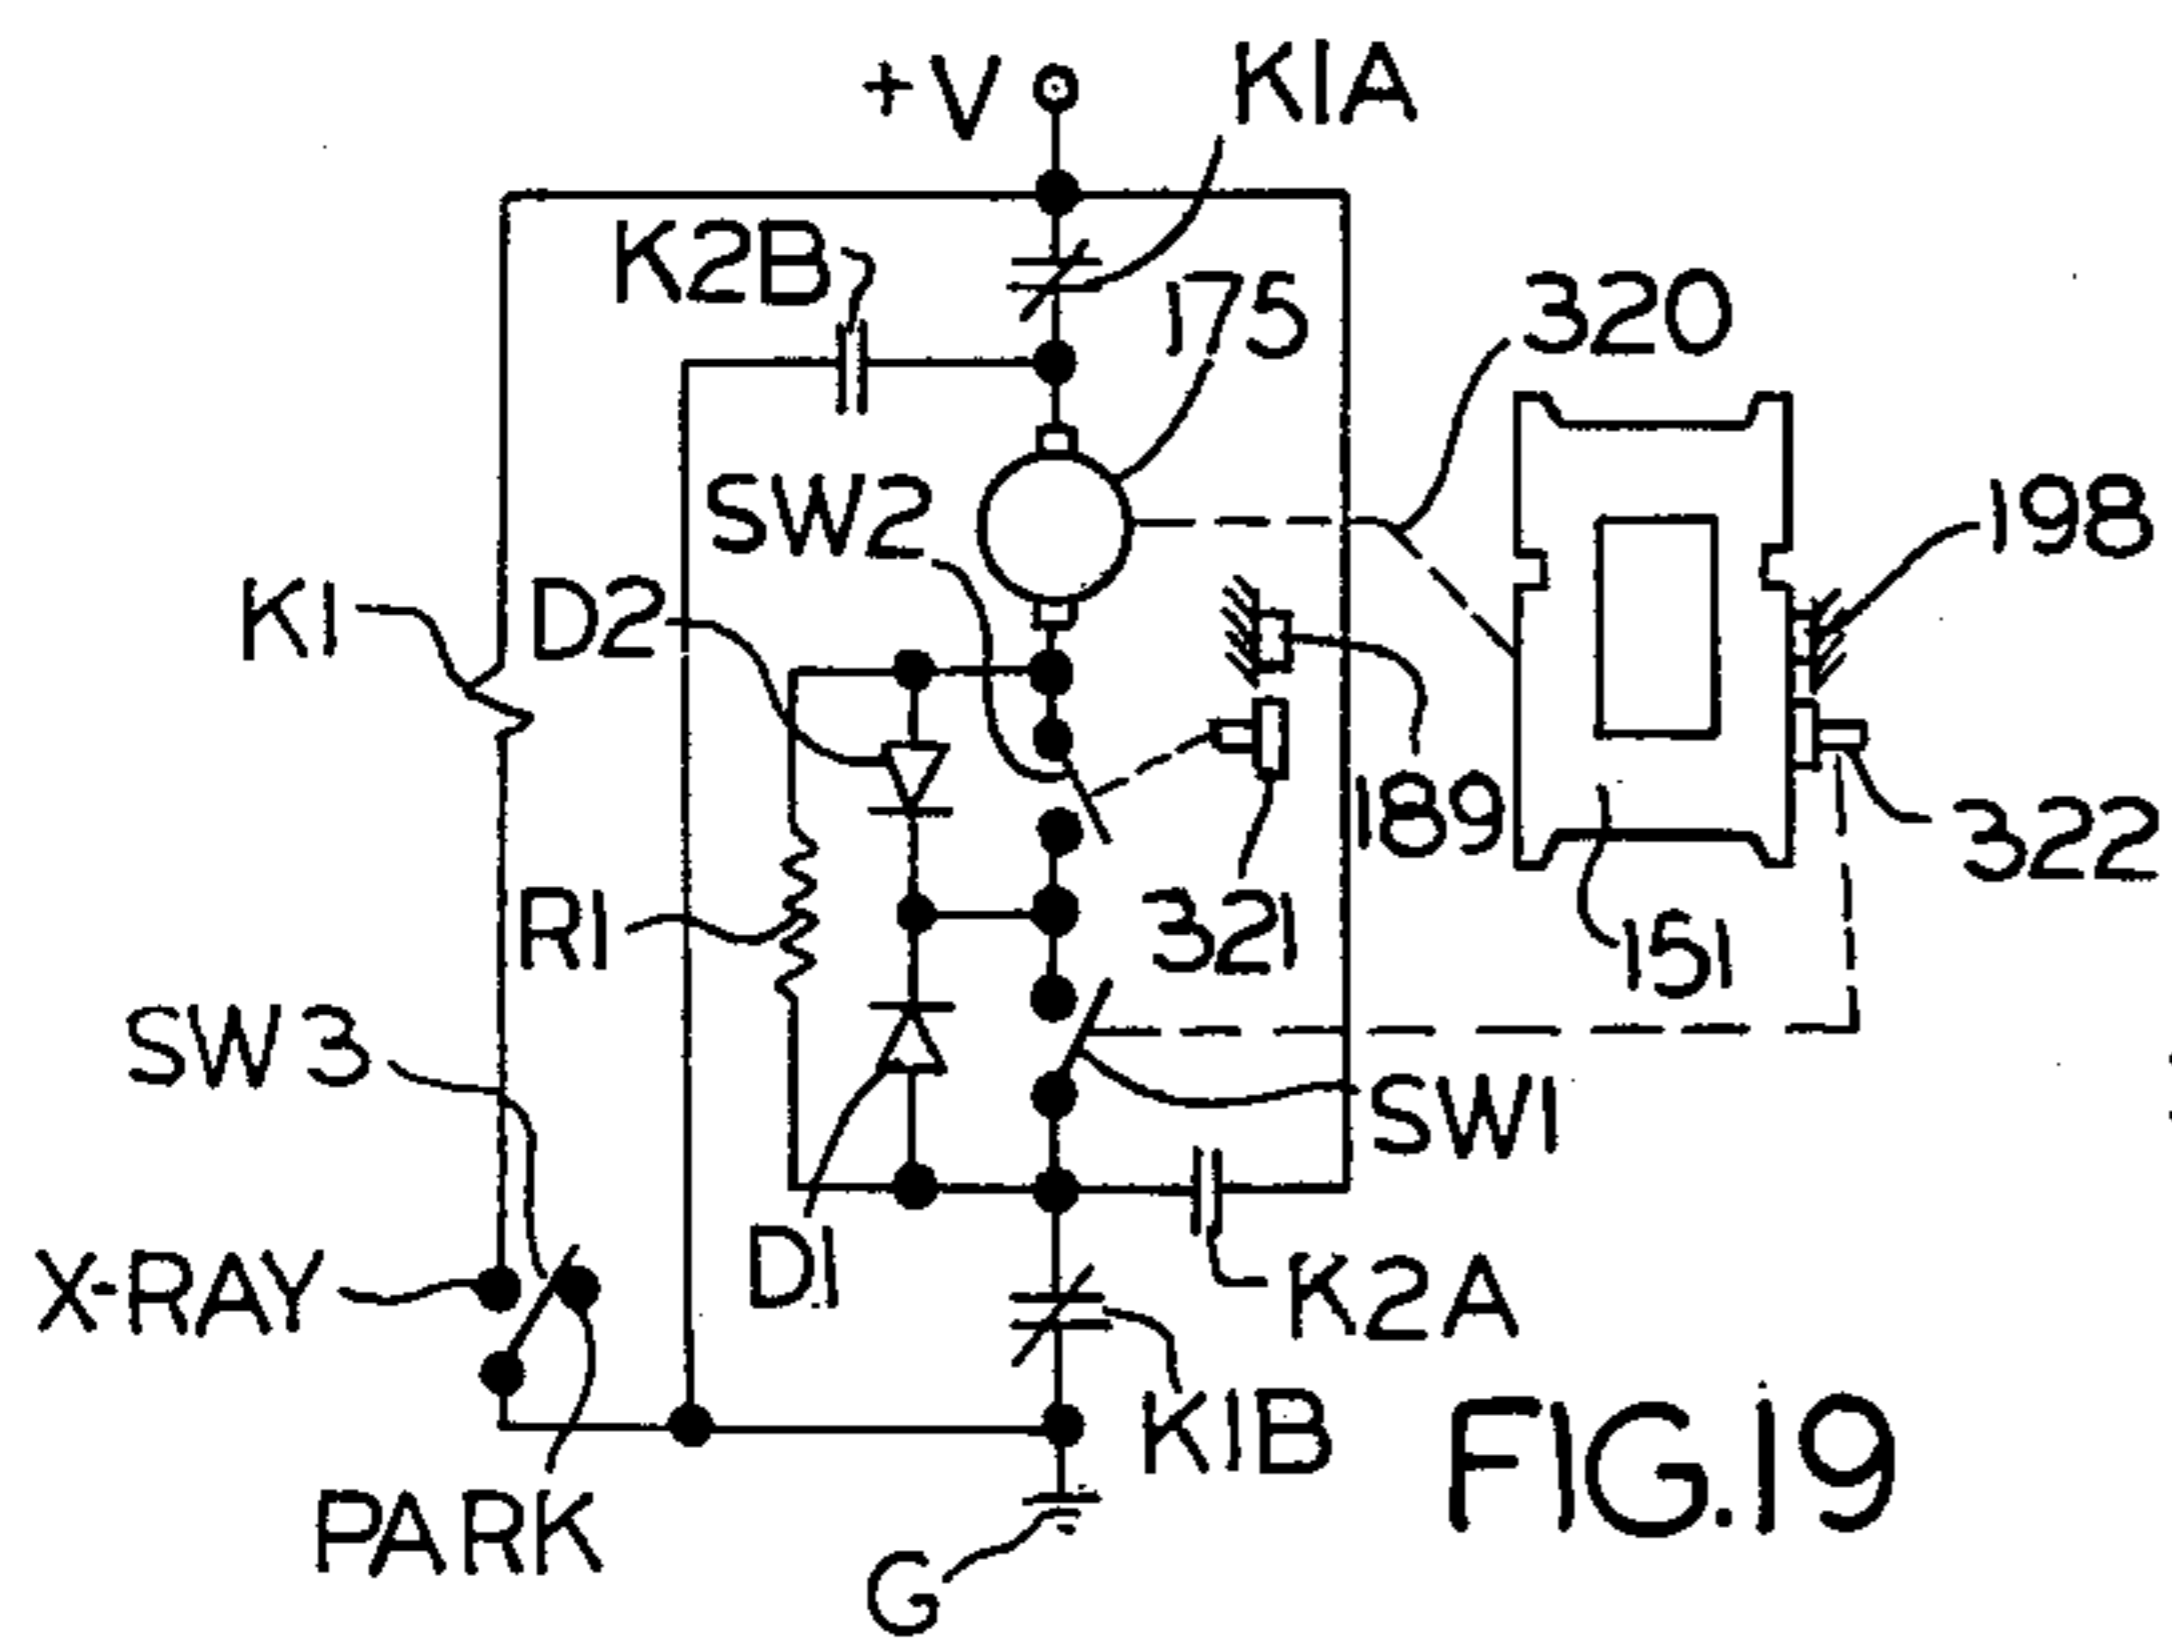 +V
K1A
K2B
175
320
SW2
198
K1
D2
189
322
R1
321
151
SW3
SW1
X-RAY
D1
K2A
K1B
PARK
G
FIG.19